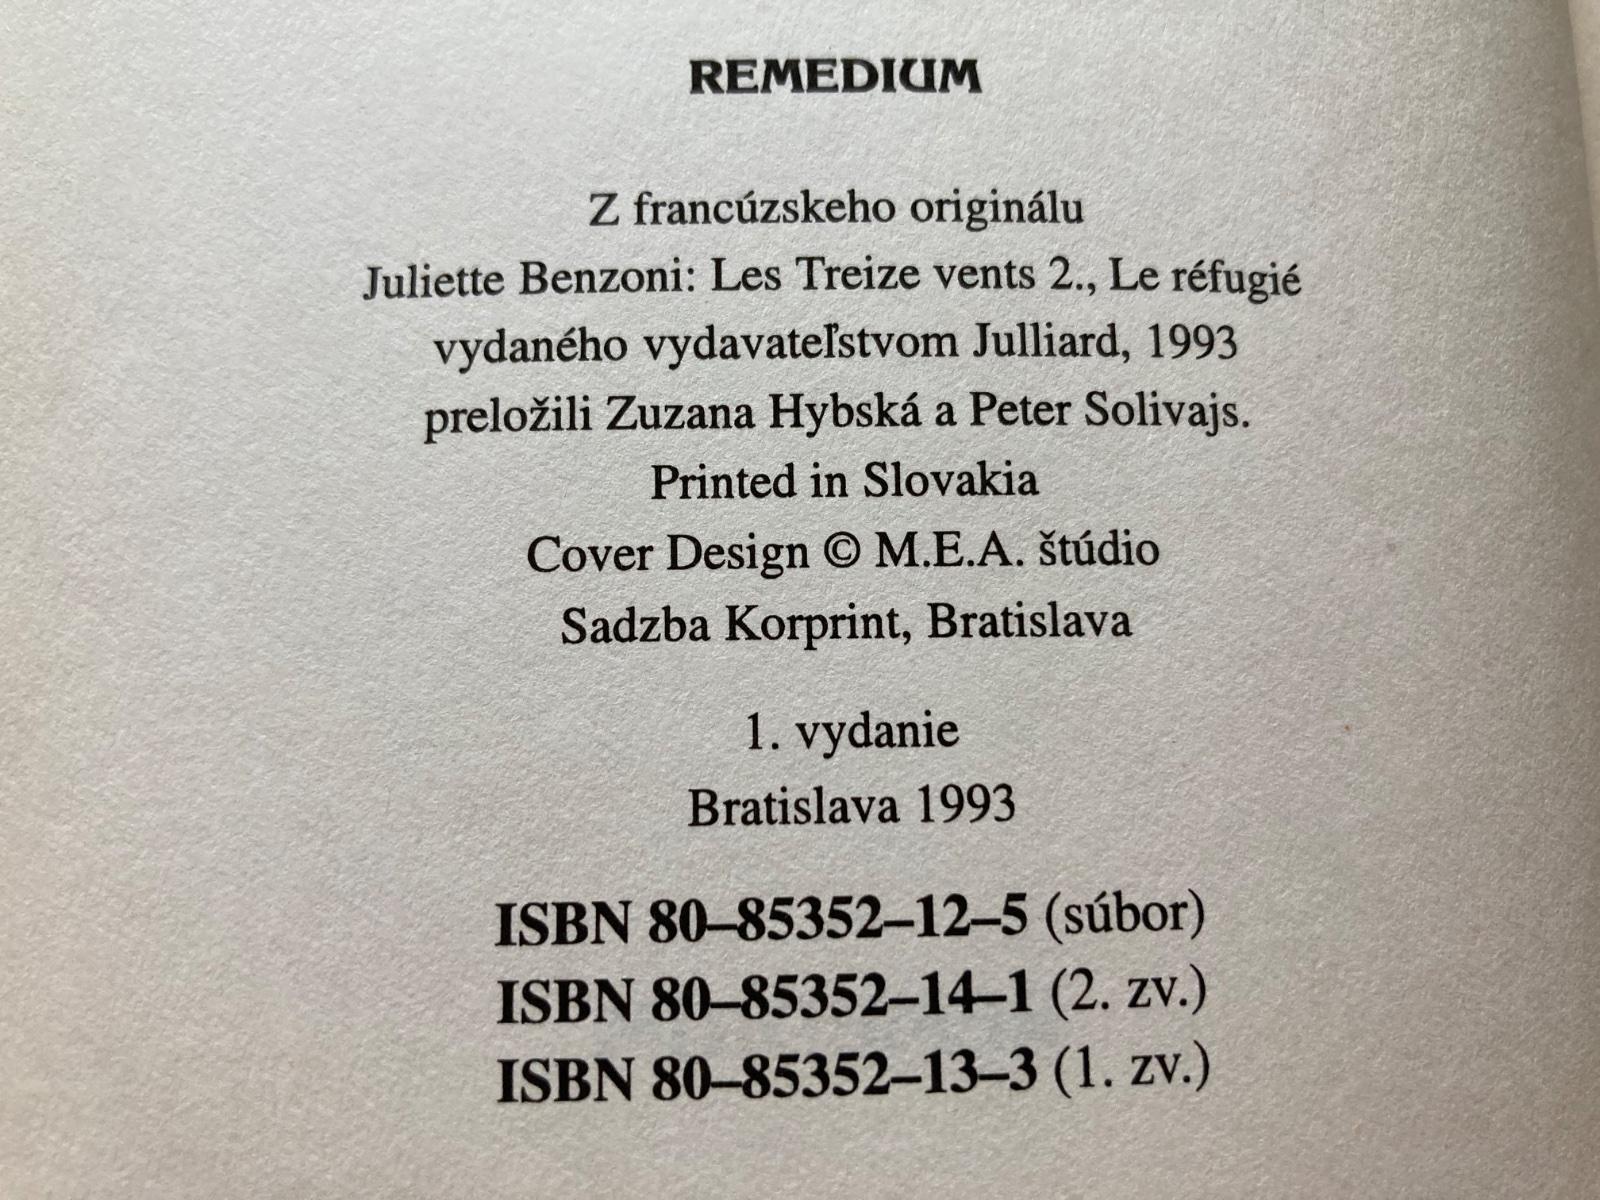 REMEDIUM
Z francúzskeho originálu
Juliette Benzoni: Les Treize vents 2., Le réfugié
vydaného vydavateľstvom Julliard, 1993
preložili Zuzana Hybská a Peter Solivajs.
Printed in Slovakia
Cover Design © M.E.A. štúdio
Sadzba Korprint, Bratislava
1. vydanie
Bratislava 1993
ISBN 80–85352–12–5 (súbor)
ISBN 80–85352–14–1 (2. zv.)
ISBN 80–85352–13–3 (1. zv.)